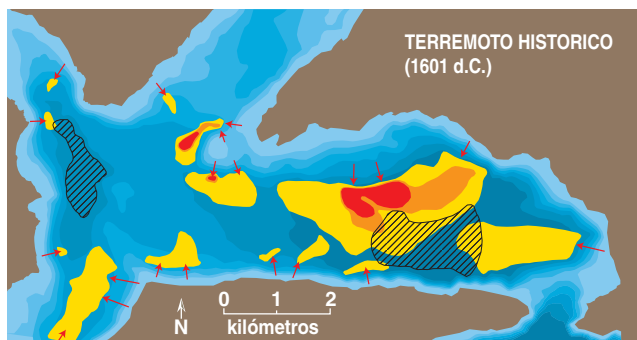 TERREMOTO HISTORICO
(1601 d.C.)
0 1 2
N kilómetros